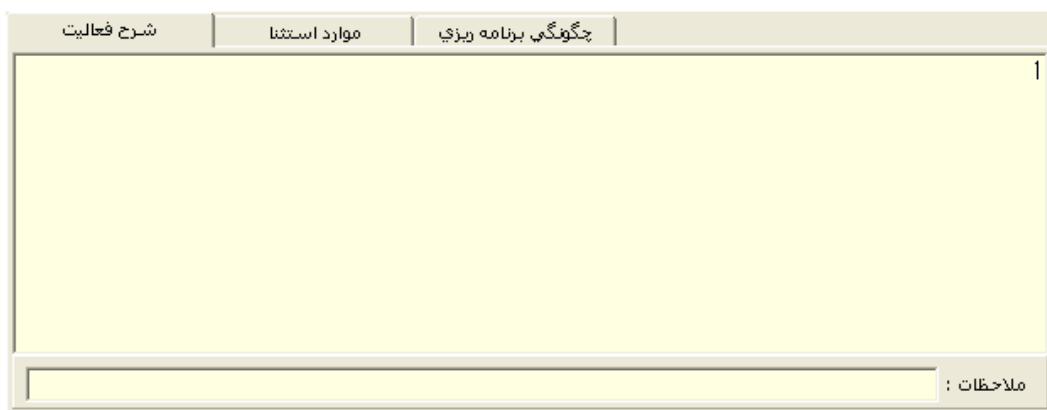 شرح فعاليت
موارد استثنا
چگونگي برنامه ريزي
1
ملاحظات :